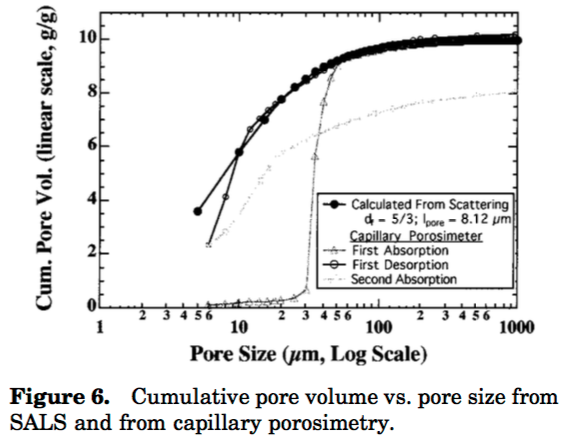 Cum. Pore Vol. (linear scale, g/g)
10
8
6
4
2
0
Calculated From Scattering
df = 5/3; lpore = 8.12 μm
Capillary Porosimeter
First Absorption
First Desorption
Second Absorption
1 2 3 4 5 6 10 2 3 4 5 6 100 2 3 4 5 6 1000
Pore Size (μm, Log Scale)
Figure 6. Cumulative pore volume vs. pore size from
SALS and from capillary porosimetry.